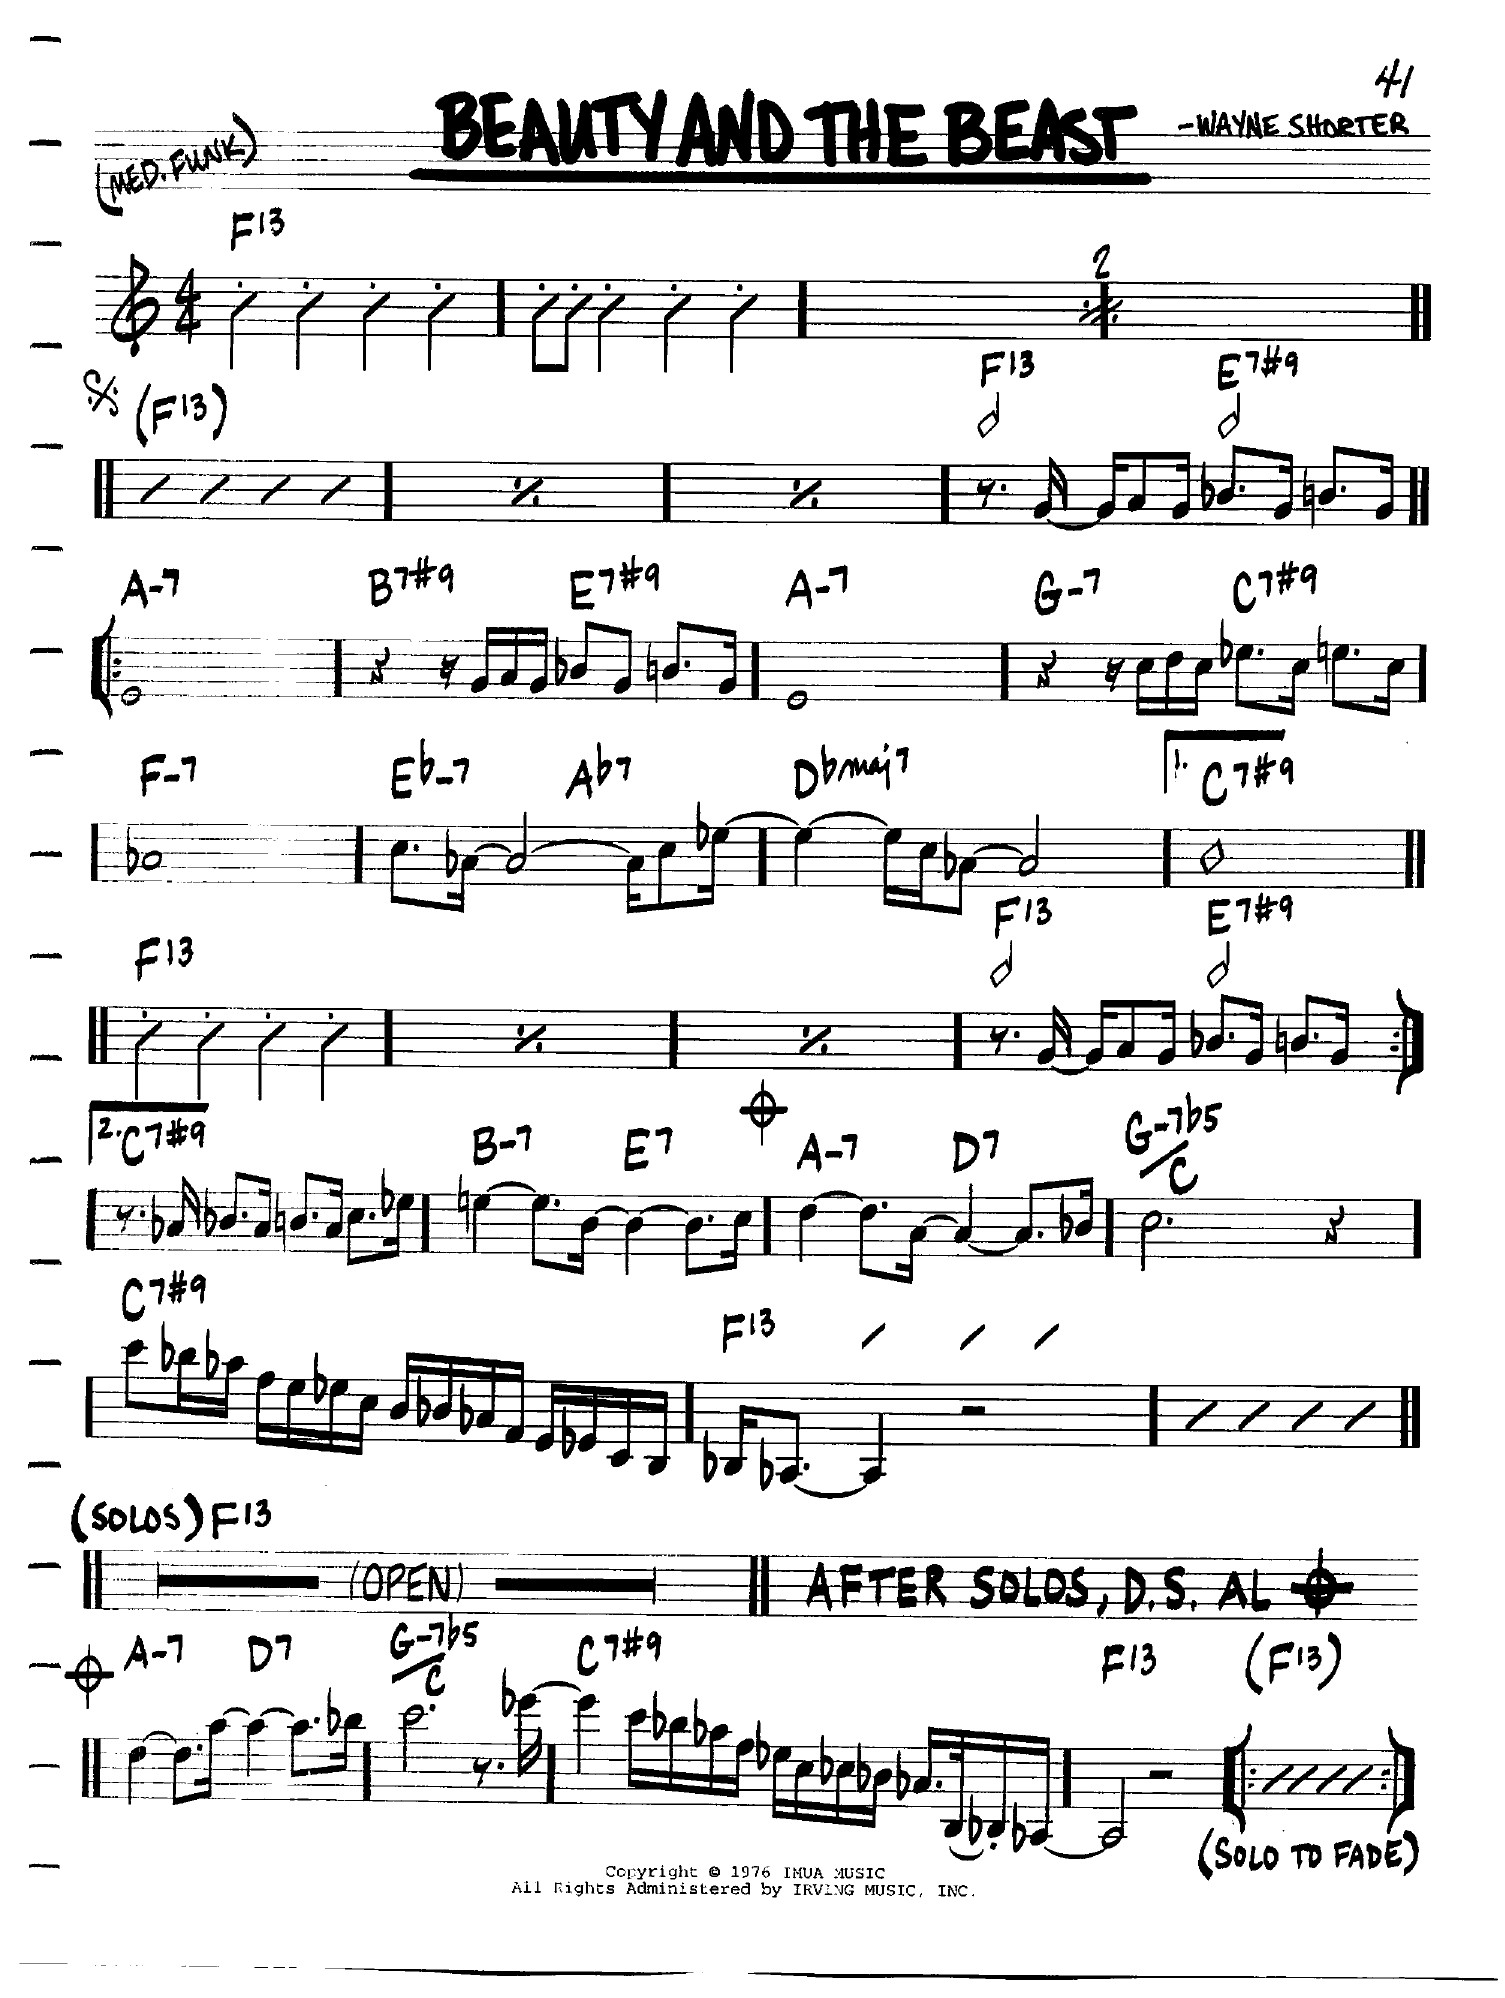 41
BEAUTY AND THE BEAST
-WAYNE SHORTER
(MED. FUNK)
F13
4
4
2
F13 E7#9
(F13)
A-7 B7#9 E7#9 A-7 G-7 C7#9
F-7 Eb-7 Ab7 Dbmaj7 1. C7#9
F13 E7#9
F13
2. C7#9 B-7 E7 A-7 D7 G-7b5/C
C7#9 F13
(SOLOS) F13
(OPEN) AFTER SOLOS, D.S. AL
A-7 D7 G-7b5/C C7#9 F13 (F13)
(SOLO TO FADE)
Copyright © 1976 IMUA MUSIC
All Rights Administered by IRVING MUSIC, INC.